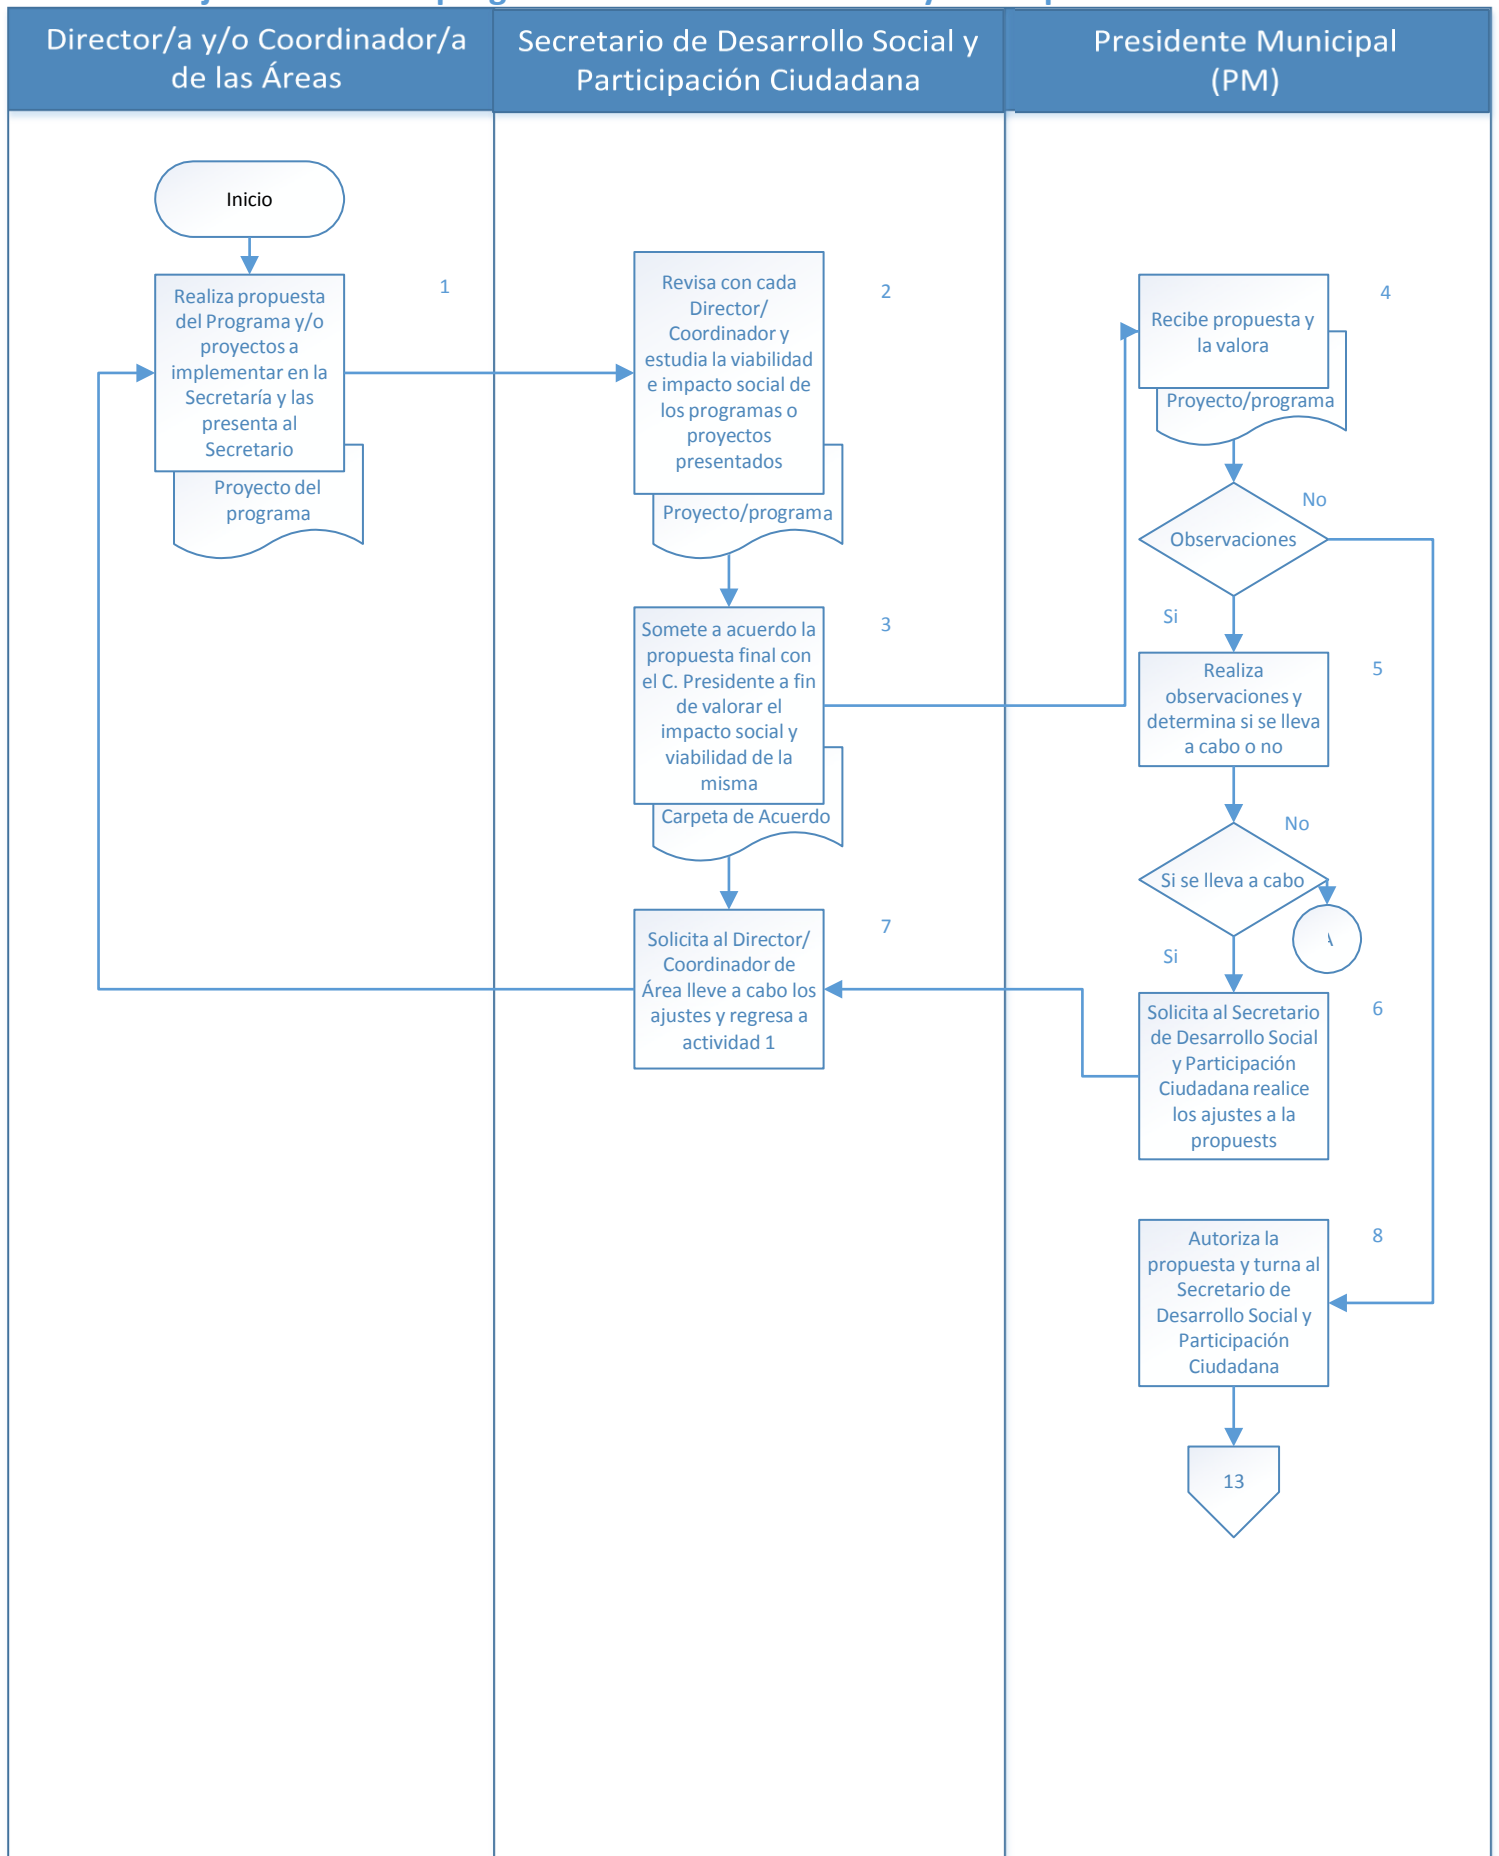 Director/a y/o Coordinador/a
de las Áreas
Secretario de Desarrollo Social y
Participación Ciudadana
Presidente Municipal
(PM)
Inicio
1
Realiza propuesta
del Programa y/o
proyectos a
implementar en la
Secretaría y las
presenta al
Secretario
Proyecto del
programa
2
Revisa con cada
Director/
Coordinador y
estudia la viabilidad
e impacto social de
los programas o
proyectos
presentados
Proyecto/programa
3
Somete a acuerdo la
propuesta final con
el C. Presidente a fin
de valorar el
impacto social y
viabilidad de la
misma
Carpeta de Acuerdo
7
Solicita al Director/
Coordinador de
Área lleve a cabo los
ajustes y regresa a
actividad 1
4
Recibe propuesta y
la valora
Proyecto/programa
No
Observaciones
Si
5
Realiza
observaciones y
determina si se lleva
a cabo o no
No
Si se lleva a cabo
A
Si
6
Solicita al Secretario
de Desarrollo Social
y Participación
Ciudadana realice
los ajustes a la
propuests
8
Autoriza la
propuesta y turna al
Secretario de
Desarrollo Social y
Participación
Ciudadana
13